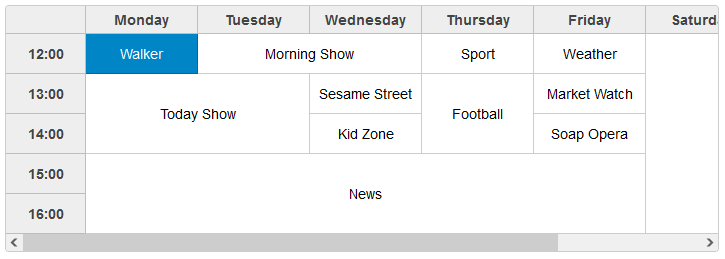 Monday Tuesday Wednesday Thursday Friday Saturd
12:00 Walker Morning Show Sport Weather
13:00 Today Show Sesame Street Football Market Watch
14:00 Kid Zone Soap Opera
15:00 News
16:00